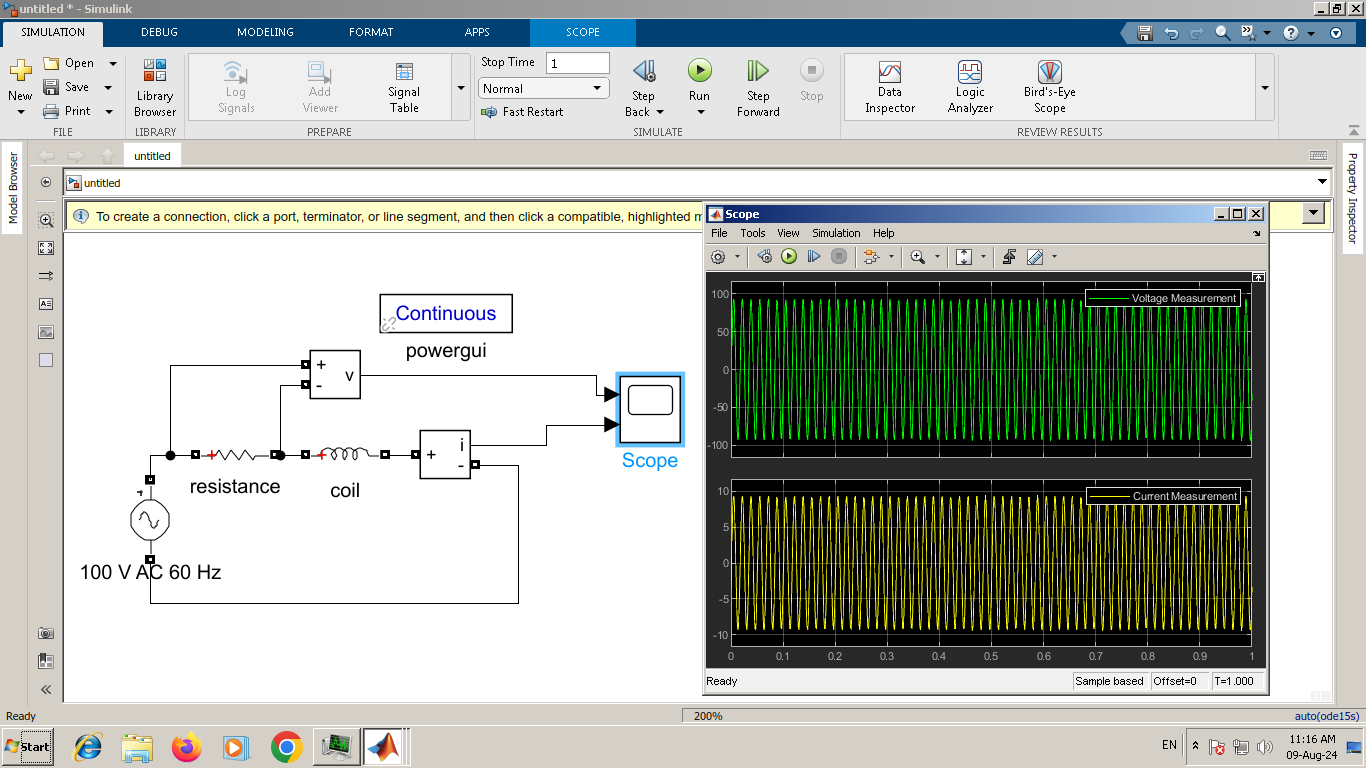 untitled * - Simulink
SIMULATION DEBUG MODELING FORMAT APPS SCOPE
New
Open
Save
Print
FILE
Library Browser
LIBRARY
Log Signals
Add Viewer
Signal Table
PREPARE
Stop Time 1
Normal
Fast Restart
Step Back
Run
Step Forward
Stop
SIMULATE
Data Inspector
Logic Analyzer
Bird's-Eye Scope
REVIEW RESULTS
Model Browser
untitled
untitled
Property Inspector
To create a connection, click a port, terminator, or line segment, and then click a compatible, highlighted m
Continuous
powergui
+
-
v
+
i
-
resistance
coil
Scope
100 V AC 60 Hz
Scope
File Tools View Simulation Help
Voltage Measurement
100
50
0
-50
-100
Current Measurement
10
5
0
-5
-10
0 0.1 0.2 0.3 0.4 0.5 0.6 0.7 0.8 0.9 1
Ready Sample based Offset=0 T=1.000
Ready 200% auto(ode15s)
Start
EN
11:16 AM
09-Aug-24